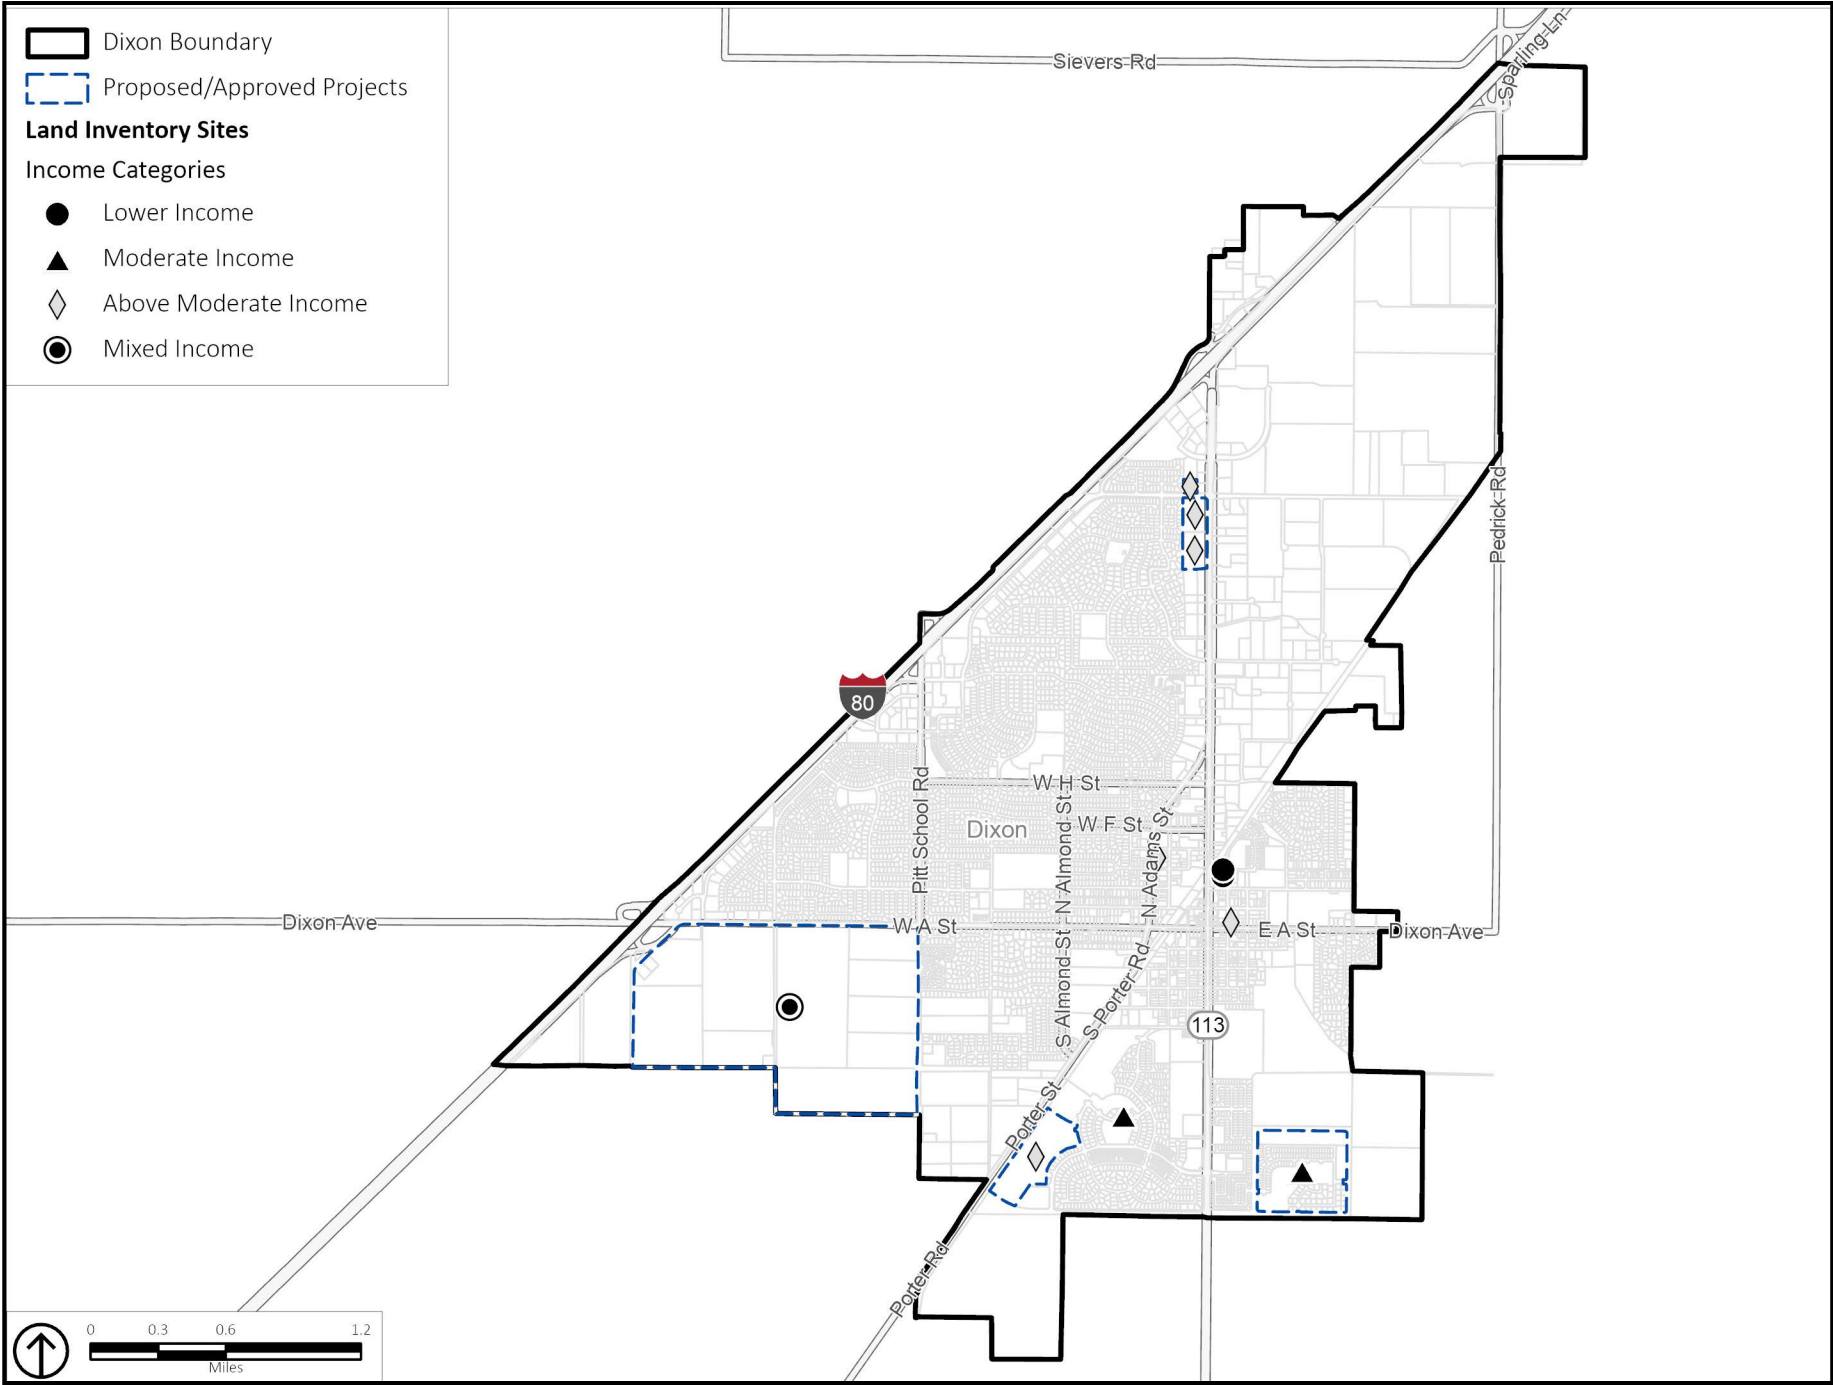 Dixon Boundary
Proposed/Approved Projects
Land Inventory Sites
Income Categories
Lower Income
Moderate Income
Above Moderate Income
Mixed Income
Sievers Rd
Sparling Ln
Pedrick Rd
80
W H St
Pitt School Rd
Dixon
W F St
N Almond St
N Adams St
Dixon Ave
W A St
E A St
Dixon Ave
S Almond St
S Porter Rd
113
Porter St
Porter Rd
0 0.3 0.6 1.2
Miles